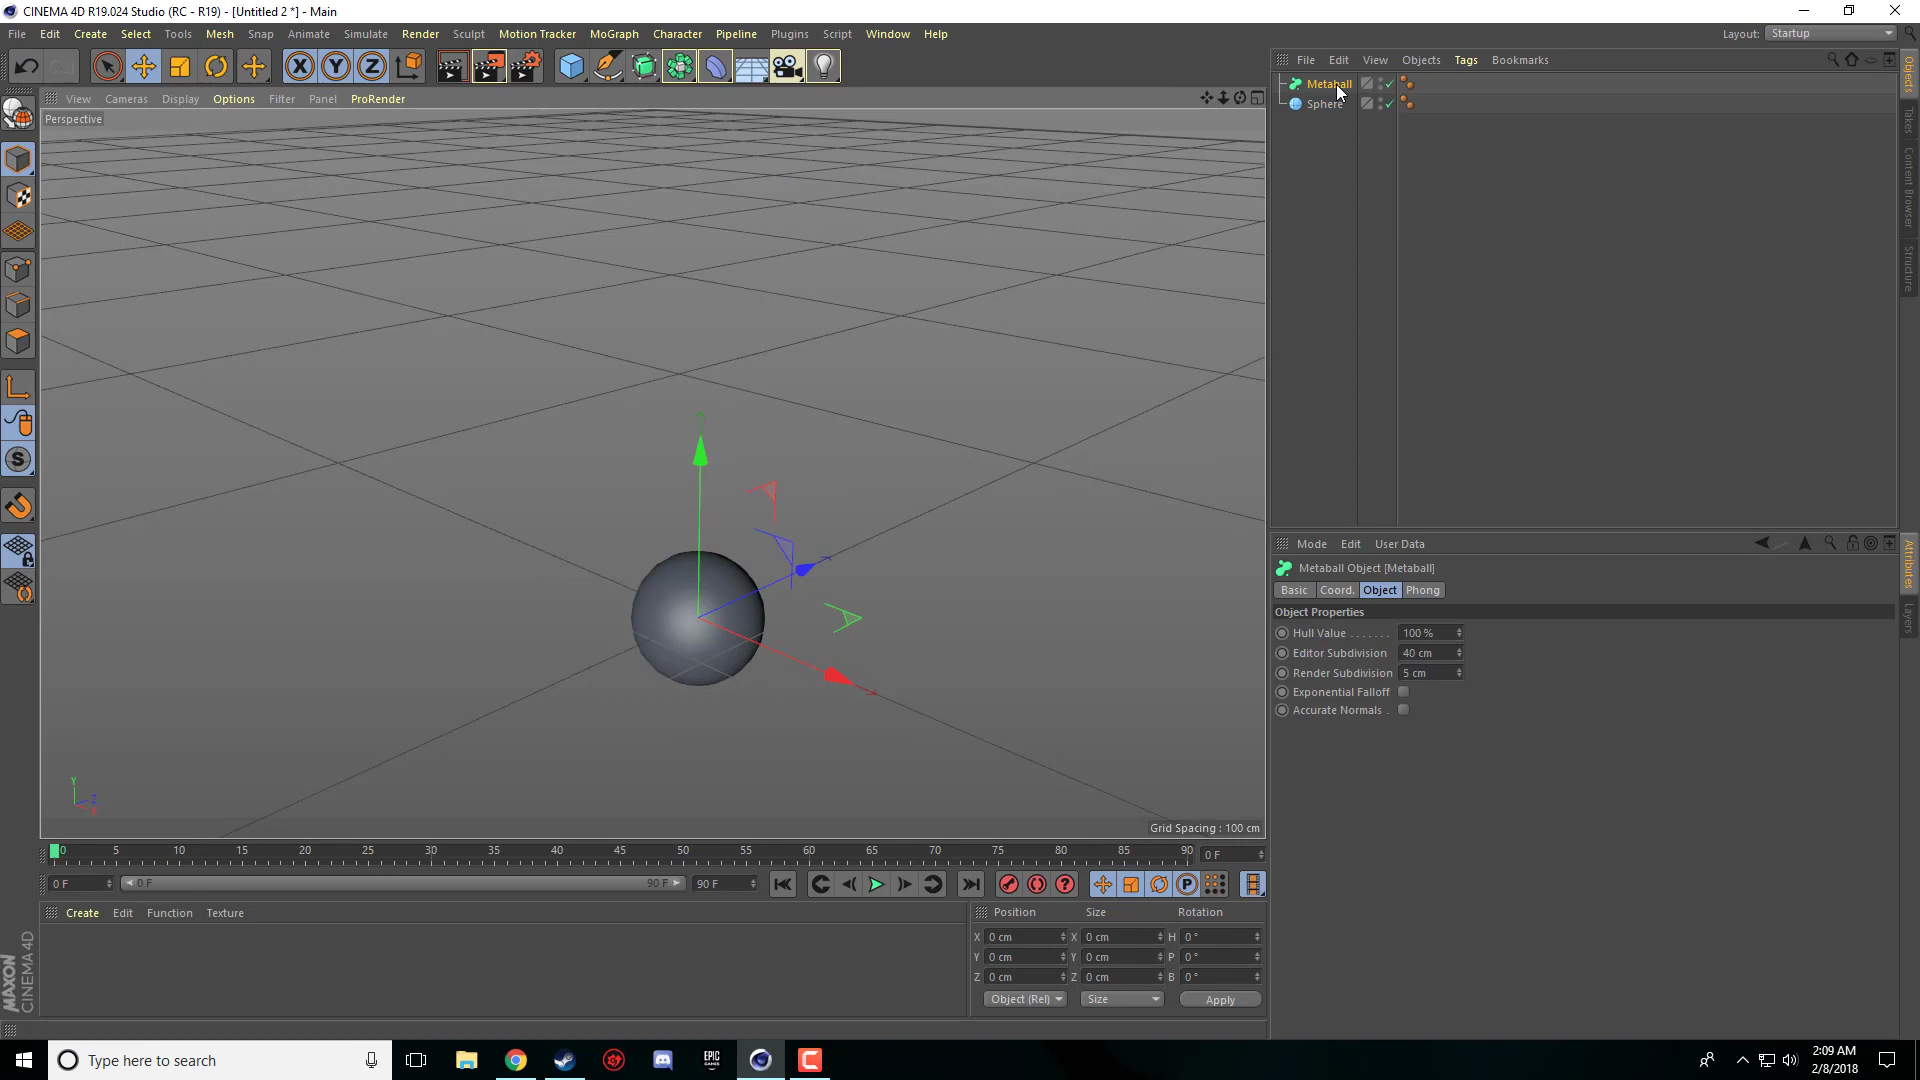 CINEMA 4D R19.024 Studio (RC - R19) - [Untitled 2 *] - Main
File Edit Create Select Tools Mesh Snap Animate Simulate Render Sculpt Motion Tracker MoGraph Character Pipeline Plugins Script Window Help
Layout: Startup
X Y Z
File Edit View Objects Tags Bookmarks
View Cameras Display Options Filter Panel ProRender
Metaball
Sphere
Perspective
Objects
Takes
Content Browser
Structure
S
Mode Edit User Data
Metaball Object [Metaball]
Basic Coord. Object Phong
Object Properties
Hull Value . . . . . . . 100 %
Editor Subdivision 40 cm
Render Subdivision 5 cm
Exponential Falloff
Accurate Normals .
Attributes
Layers
Y
Z
X
Grid Spacing : 100 cm
0 5 10 15 20 25 30 35 40 45 50 55 60 65 70 75 80 85 90 0 F
0 F 0 F 90 F 90 F P
Create Edit Function Texture
Position Size Rotation
X 0 cm X 0 cm H 0 °
Y 0 cm Y 0 cm P 0 °
Z 0 cm Z 0 cm B 0 °
Object (Rel) Size Apply
MAXON
CINEMA 4D
Type here to search
EPIC
GAMES
2:09 AM
2/8/2018